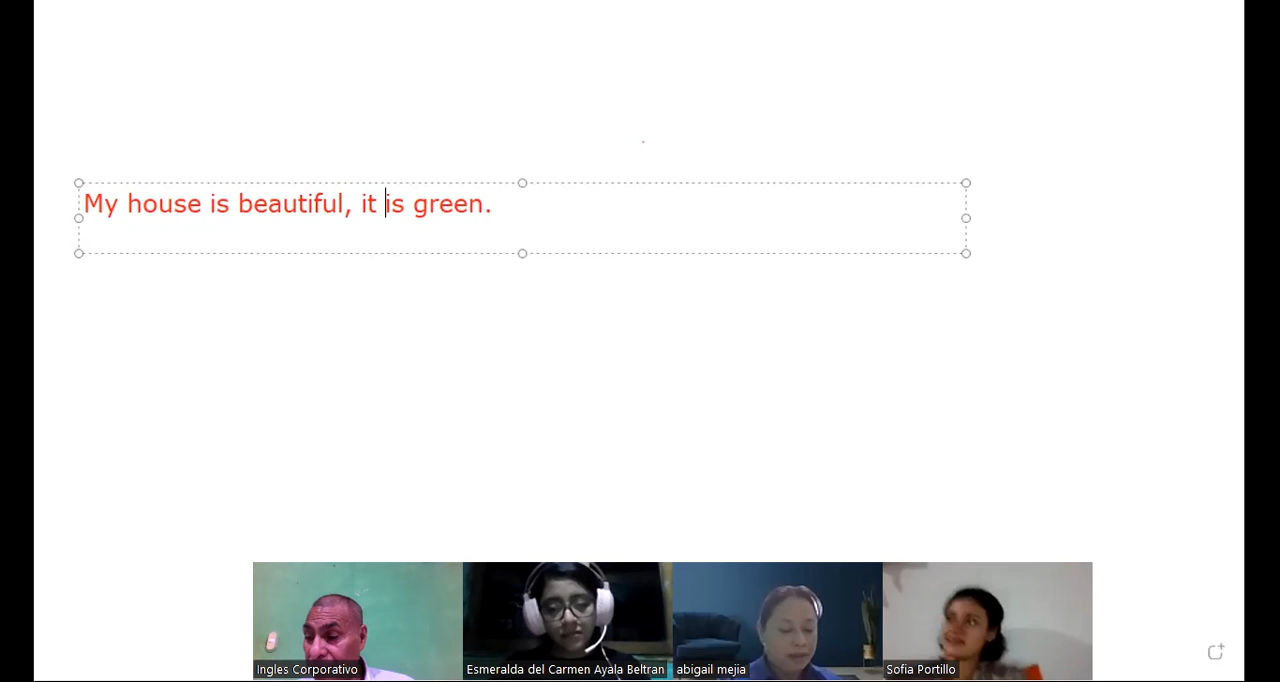 My house is beautiful, it is green.
Ingles Corporativo
Esmeralda del Carmen Ayala Beltran
abigail mejia
Sofia Portillo